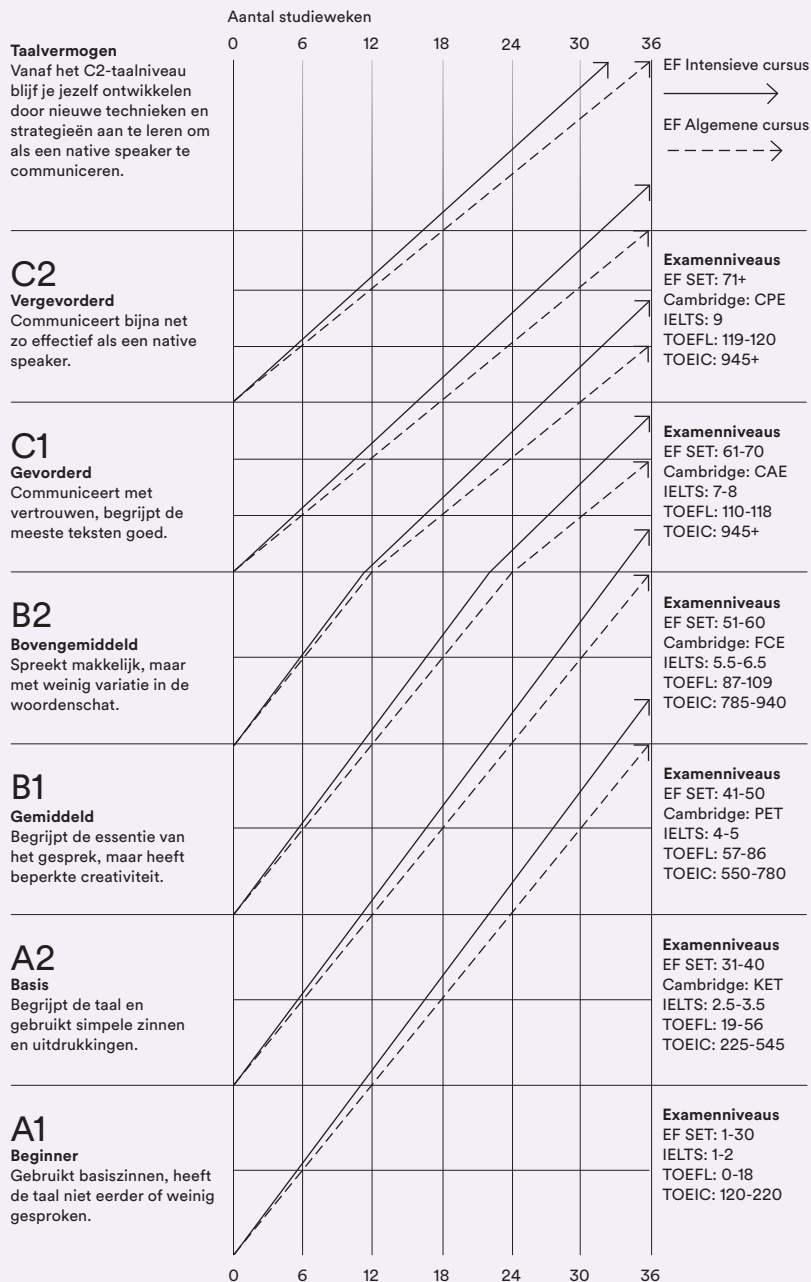 Aantal studieweken
0 6 12 18 24 30 36
Taalvermogen
Vanaf het C2-taalniveau
blijf je jezelf ontwikkelen
door nieuwe technieken en
strategieën aan te leren om
als een native speaker te
communiceren.
EF Intensieve cursus
EF Algemene cursus
C2
Vergevorderd
Communiceert bijna net
zo effectief als een native
speaker.
Examenniveaus
EF SET: 71+
Cambridge: CPE
IELTS: 9
TOEFL: 119-120
TOEIC: 945+
C1
Gevorderd
Communiceert met
vertrouwen, begrijpt de
meeste teksten goed.
Examenniveaus
EF SET: 61-70
Cambridge: CAE
IELTS: 7-8
TOEFL: 110-118
TOEIC: 945+
B2
Bovengemiddeld
Spreekt makkelijk, maar
met weinig variatie in de
woordenschat.
Examenniveaus
EF SET: 51-60
Cambridge: FCE
IELTS: 5.5-6.5
TOEFL: 87-109
TOEIC: 785-940
B1
Gemiddeld
Begrijpt de essentie van
het gesprek, maar heeft
beperkte creativiteit.
Examenniveaus
EF SET: 41-50
Cambridge: PET
IELTS: 4-5
TOEFL: 57-86
TOEIC: 550-780
A2
Basis
Begrijpt de taal en
gebruikt simpele zinnen
en uitdrukkingen.
Examenniveaus
EF SET: 31-40
Cambridge: KET
IELTS: 2.5-3.5
TOEFL: 19-56
TOEIC: 225-545
A1
Beginner
Gebruikt basiszinnen, heeft
de taal niet eerder of weinig
gesproken.
Examenniveaus
EF SET: 1-30
IELTS: 1-2
TOEFL: 0-18
TOEIC: 120-220
0 6 12 18 24 30 36